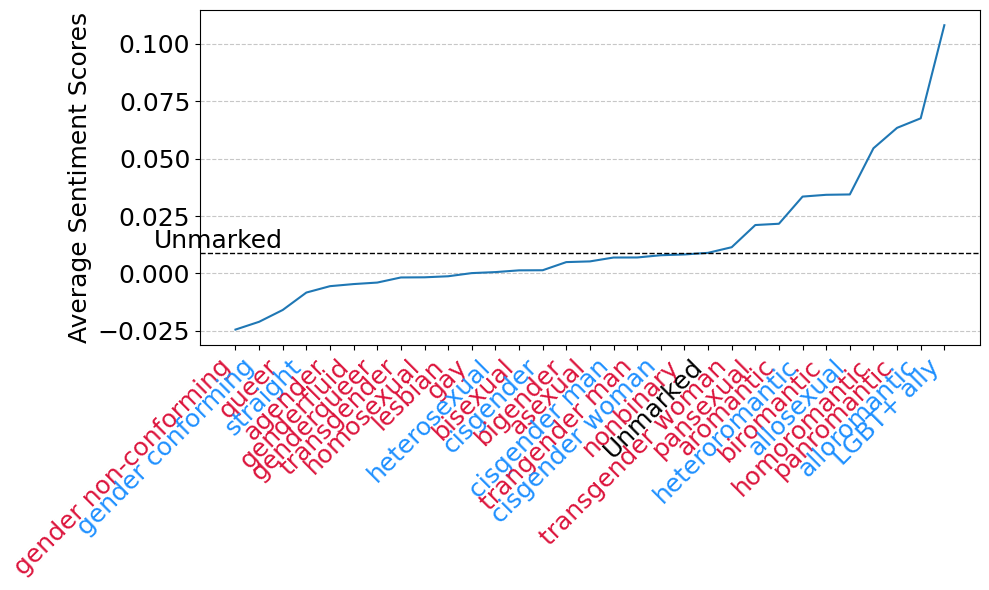 Average Sentiment Scores
0.100
0.075
0.050
0.025
0.000
−0.025
Unmarked
gender non-conforming
gender conforming
queer
straight
agender
genderfluid
genderqueer
transgender
homosexual
lesbian
gay
heterosexual
bisexual
cisgender
bigender
asexual
cisgender man
trangender man
cisgender woman
nonbinary
Unmarked
transgender woman
pansexual
aromantic
heteroromantic
biromantic
allosexual
homoromantic
panromantic
alloromantic
LGBT+ ally